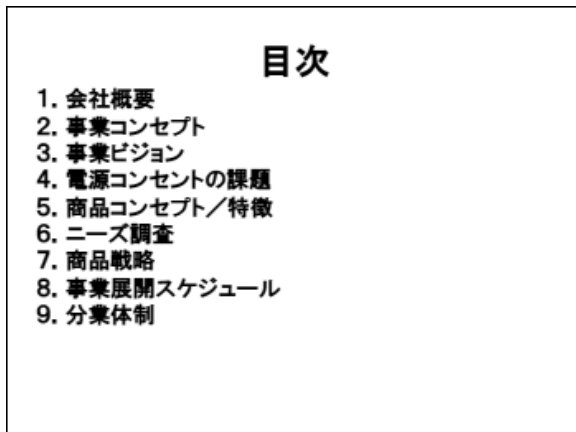 目次
1. 会社概要
2. 事業コンセプト
3. 事業ビジョン
4. 電源コンセントの課題
5. 商品コンセプト／特徴
6. ニーズ調査
7. 商品戦略
8. 事業展開スケジュール
9. 分業体制